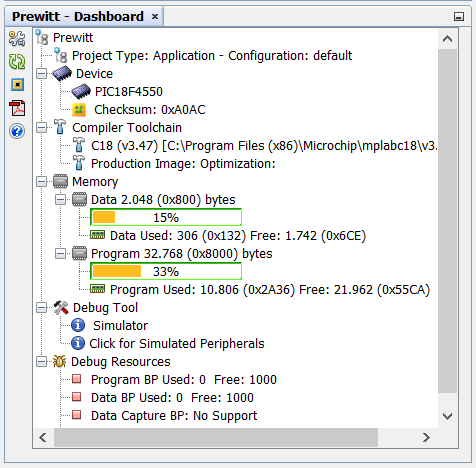 Prewitt - Dashboard ×
Prewitt
Project Type: Application - Configuration: default
Device
PIC18F4550
Checksum: 0xA0AC
Compiler Toolchain
C18 (v3.47) [C:\Program Files (x86)\Microchip\mplabc18\v3.
Production Image: Optimization:
Memory
Data 2.048 (0x800) bytes
15%
Data Used: 306 (0x132) Free: 1.742 (0x6CE)
Program 32.768 (0x8000) bytes
33%
Program Used: 10.806 (0x2A36) Free: 21.962 (0x55CA)
Debug Tool
Simulator
Click for Simulated Peripherals
Debug Resources
Program BP Used: 0 Free: 1000
Data BP Used: 0 Free: 1000
Data Capture BP: No Support